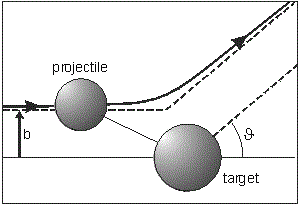 projectile
b
ϑ
target